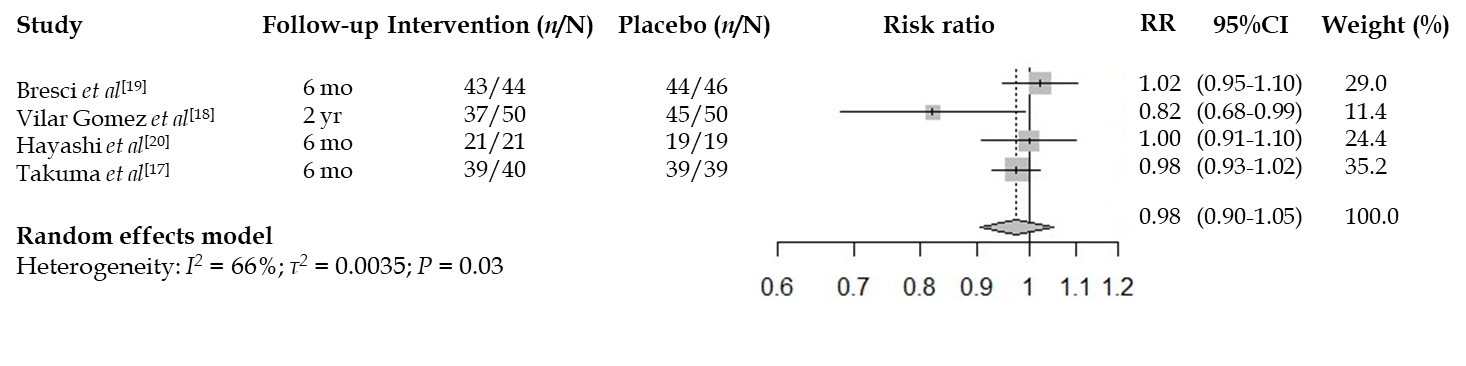 Study Follow-up Intervention (n/N) Placebo (n/N) Risk ratio RR 95%CI Weight (%)
Bresci et al[19] 6 mo 43/44 44/46 1.02 (0.95-1.10) 29.0
Vilar Gomez et al[18] 2 yr 37/50 45/50 0.82 (0.68-0.99) 11.4
Hayashi et al[20] 6 mo 21/21 19/19 1.00 (0.91-1.10) 24.4
Takuma et al[17] 6 mo 39/40 39/39 0.98 (0.93-1.02) 35.2
0.98 (0.90-1.05) 100.0
Random effects model
Heterogeneity: I² = 66%; τ² = 0.0035; P = 0.03
0.6 0.7 0.8 0.9 1 1.1 1.2